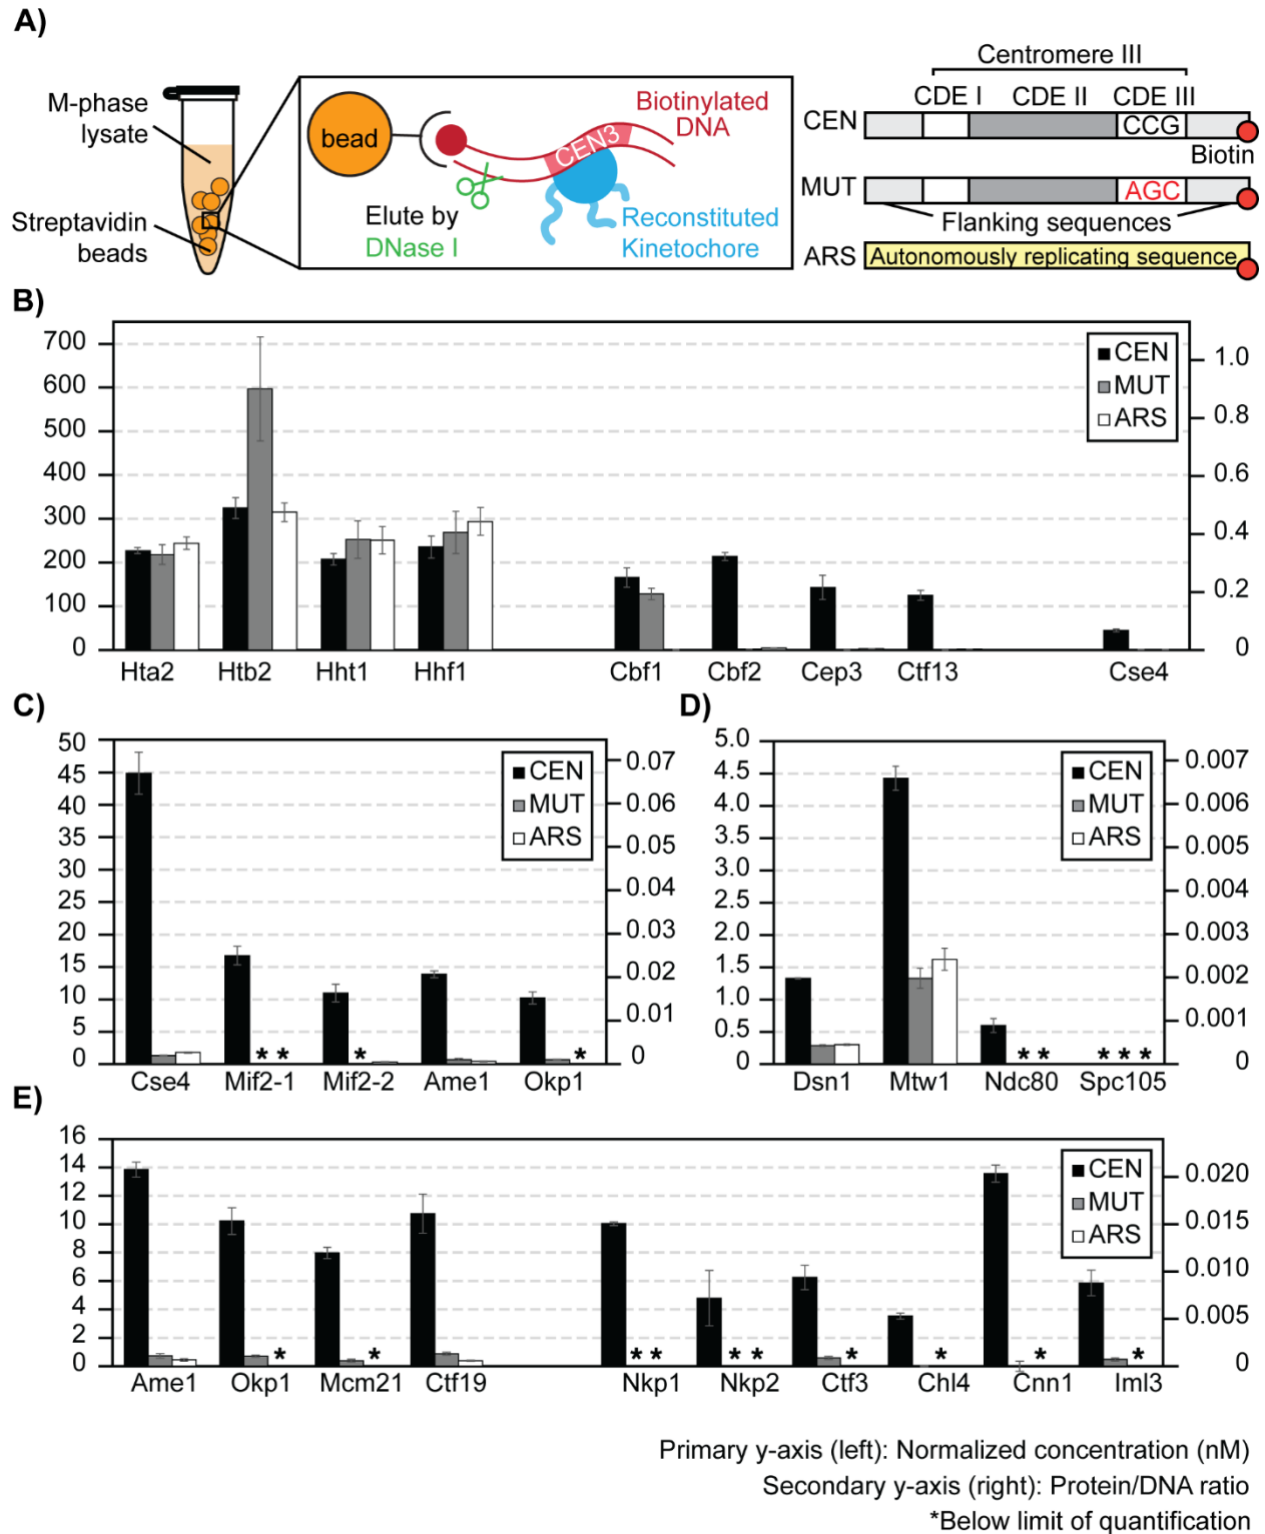 A)
M-phase
lysate
Streptavidin
beads
bead
Biotinylated
DNA
CEN3
Elute by
DNase I
Reconstituted
Kinetochore
Centromere III
CDE I CDE II CDE III
CEN CCG
Biotin
MUT AGC
Flanking sequences
ARS Autonomously replicating sequence
B)
700
600
500
400
300
200
100
0
CEN
MUT
ARS
1.0
0.8
0.6
0.4
0.2
0
Hta2 Htb2 Hht1 Hhf1 Cbf1 Cbf2 Cep3 Ctf13 Cse4
C)
50
45
40
35
30
25
20
15
10
5
0
CEN
MUT
ARS
0.07
0.06
0.05
0.04
0.03
0.02
0.01
0
* * *
*
Cse4 Mif2-1 Mif2-2 Ame1 Okp1
D)
5.0
4.5
4.0
3.5
3.0
2.5
2.0
1.5
1.0
0.5
0
CEN
MUT
ARS
0.007
0.006
0.005
0.004
0.003
0.002
0.001
0
* * * * *
Dsn1 Mtw1 Ndc80 Spc105
E)
16
14
12
10
8
6
4
2
0
CEN
MUT
ARS
0.020
0.015
0.010
0.005
0
* * * * * * * * * *
Ame1 Okp1 Mcm21 Ctf19 Nkp1 Nkp2 Ctf3 Chl4 Cnn1 Iml3
Primary y-axis (left): Normalized concentration (nM)
Secondary y-axis (right): Protein/DNA ratio
*Below limit of quantification